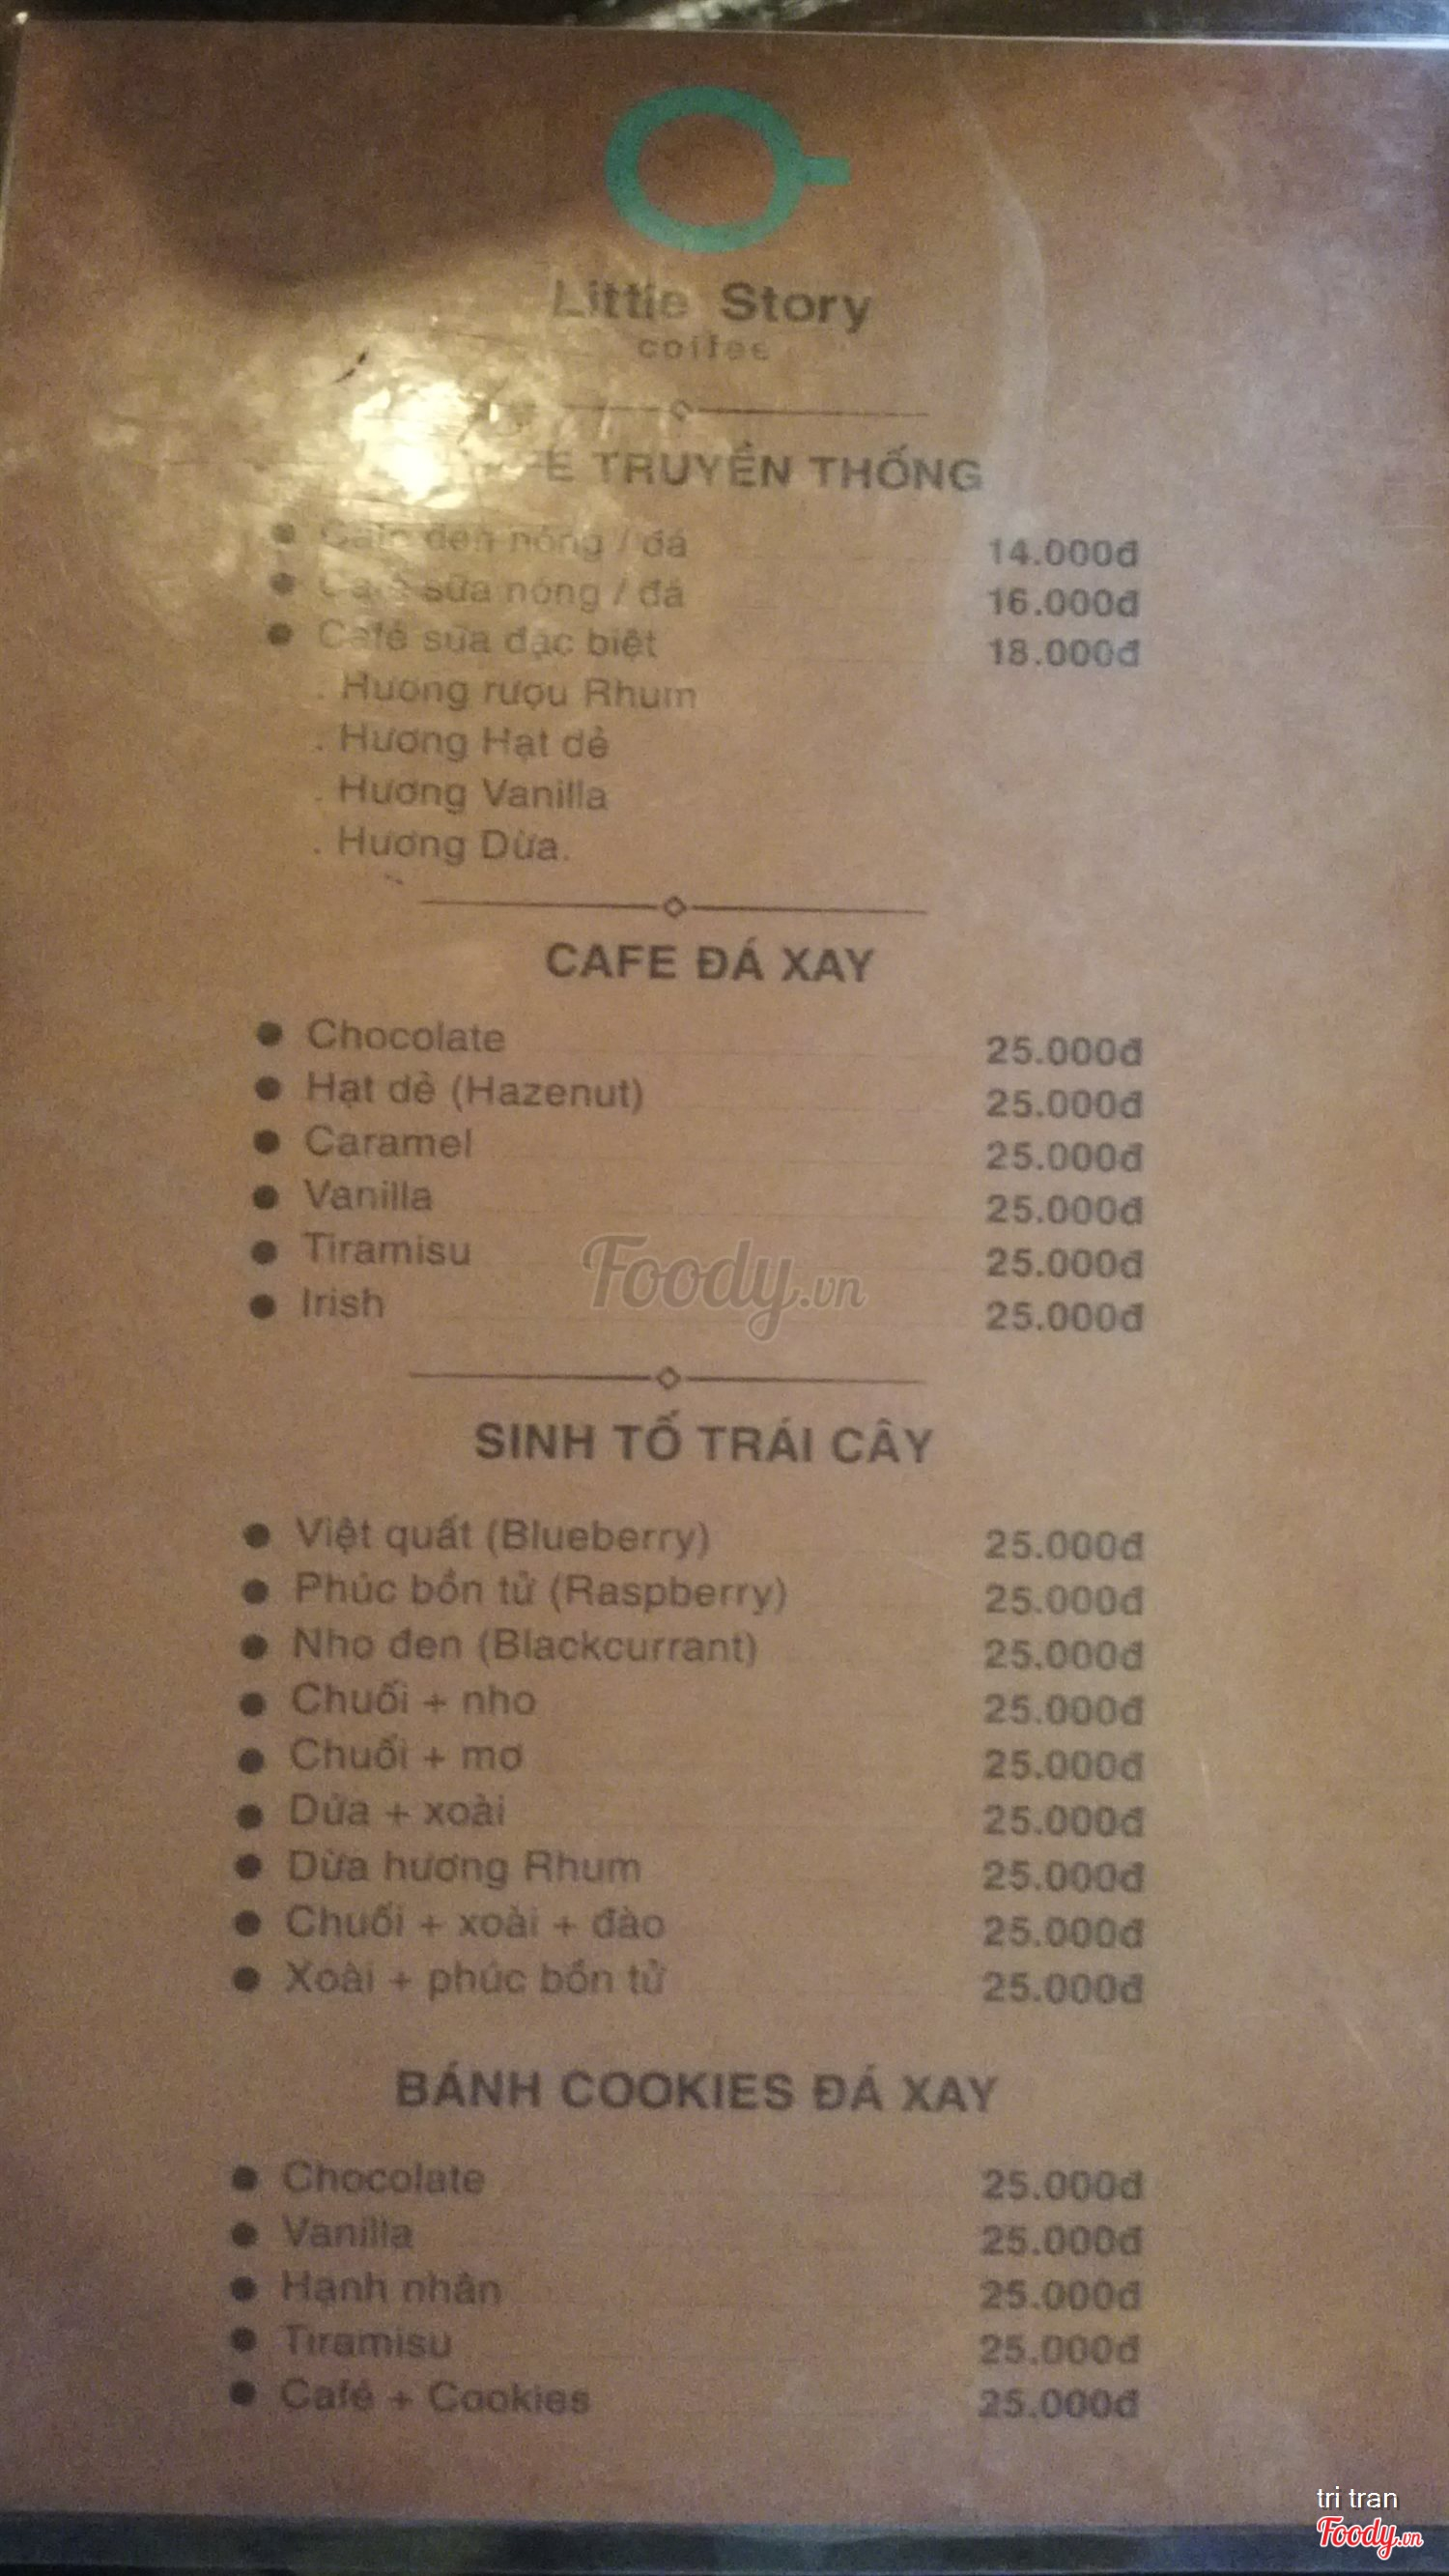 Little Story
coffee
FE TRUYỀN THỐNG
Café đen nóng / đá 14.000đ
Café sữa nóng / đá 16.000đ
Café sữa đặc biệt 18.000đ
. Hương rượu Rhum
. Hương Hạt dẻ
. Hương Vanilla
. Hương Dừa.
CAFE ĐÁ XAY
Chocolate 25.000đ
Hạt dẻ (Hazenut) 25.000đ
Caramel 25.000đ
Vanilla 25.000đ
Tiramisu 25.000đ
Irish 25.000đ
Foody.vn
SINH TỐ TRÁI CÂY
Việt quất (Blueberry) 25.000đ
Phúc bồn tử (Raspberry) 25.000đ
Nho đen (Blackcurrant) 25.000đ
Chuối + nho 25.000đ
Chuối + mơ 25.000đ
Dứa + xoài 25.000đ
Dừa hương Rhum 25.000đ
Chuối + xoài + đào 25.000đ
Xoài + phúc bồn tử 25.000đ
BÁNH COOKIES ĐÁ XAY
Chocolate 25.000đ
Vanilla 25.000đ
Hạnh nhân 25.000đ
Tiramisu 25.000đ
Café + Cookies 25.000đ
tri tran
Foody.vn